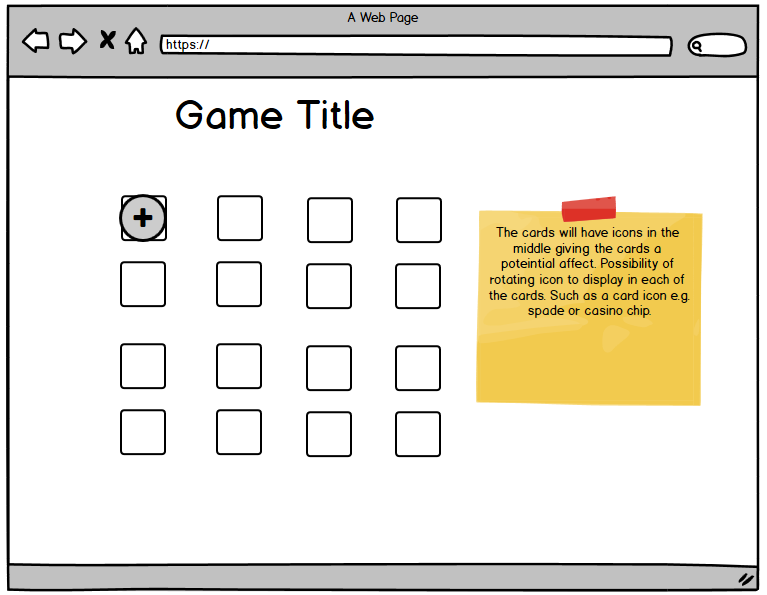 A Web Page
https://
Game Title
The cards will have icons in the
middle giving the cards a
poteintial affect. Possibility of
rotating icon to display in each of
the cards. Such as a card icon e.g.
spade or casino chip.